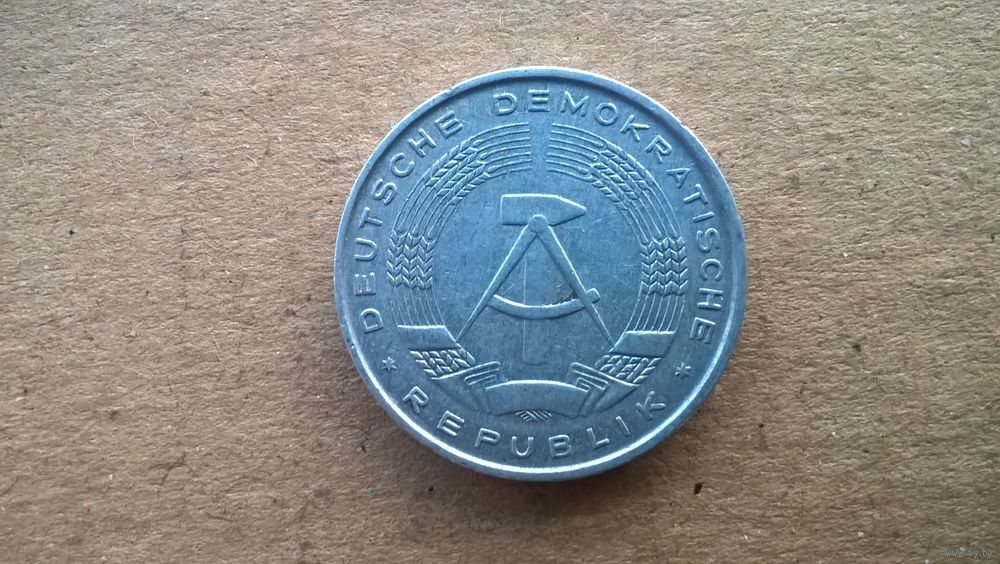 DEUTSCHE DEMOKRATISCHE
* REPUBLIK *